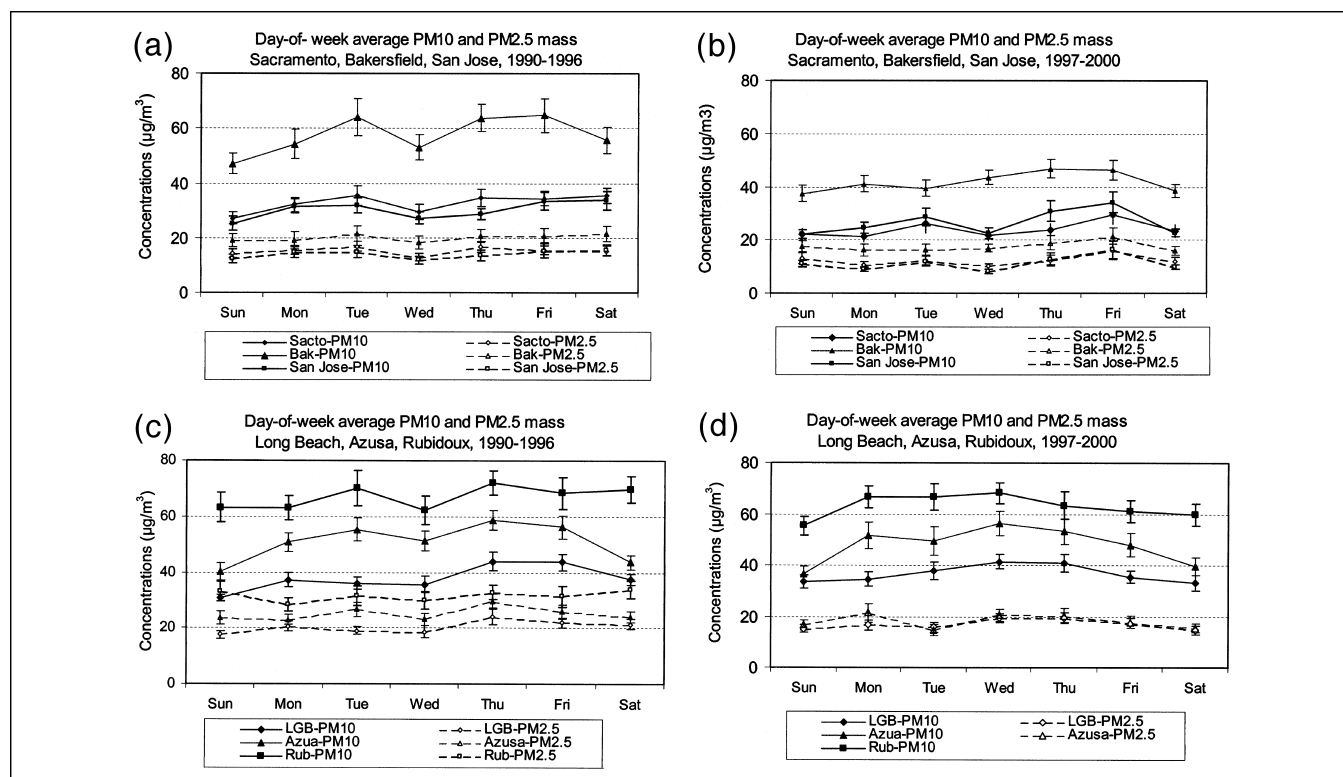 (a)
Day-of- week average PM10 and PM2.5 mass
Sacramento, Bakersfield, San Jose, 1990-1996
Concentrations (µg/m³)
80
60
40
20
0
Sun Mon Tue Wed Thu Fri Sat
Sacto-PM10 Sacto-PM2.5
Bak-PM10 Bak-PM2.5
San Jose-PM10 San Jose-PM2.5
(b)
Day-of-week average PM10 and PM2.5 mass
Sacramento, Bakersfield, San Jose, 1997-2000
Concentrations (µg/m3)
80
60
40
20
0
Sun Mon Tue Wed Thu Fri Sat
Sacto-PM10 Sacto-PM2.5
Bak-PM10 Bak-PM2.5
San Jose-PM10 San Jose-PM2.5
(c)
Day-of-week average PM10 and PM2.5 mass
Long Beach, Azusa, Rubidoux, 1990-1996
Concentrations (µg/m³)
80
60
40
20
0
Sun Mon Tue Wed Thu Fri Sat
LGB-PM10 LGB-PM2.5
Azua-PM10 Azusa-PM2.5
Rub-PM10 Rub-PM2.5
(d)
Day-of-week average PM10 and PM2.5 mass
Long Beach, Azusa, Rubidoux, 1997-2000
Concentrations (µg/m³)
80
60
40
20
0
Sun Mon Tue Wed Thu Fri Sat
LGB-PM10 LGB-PM2.5
Azua-PM10 Azusa-PM2.5
Rub-PM10